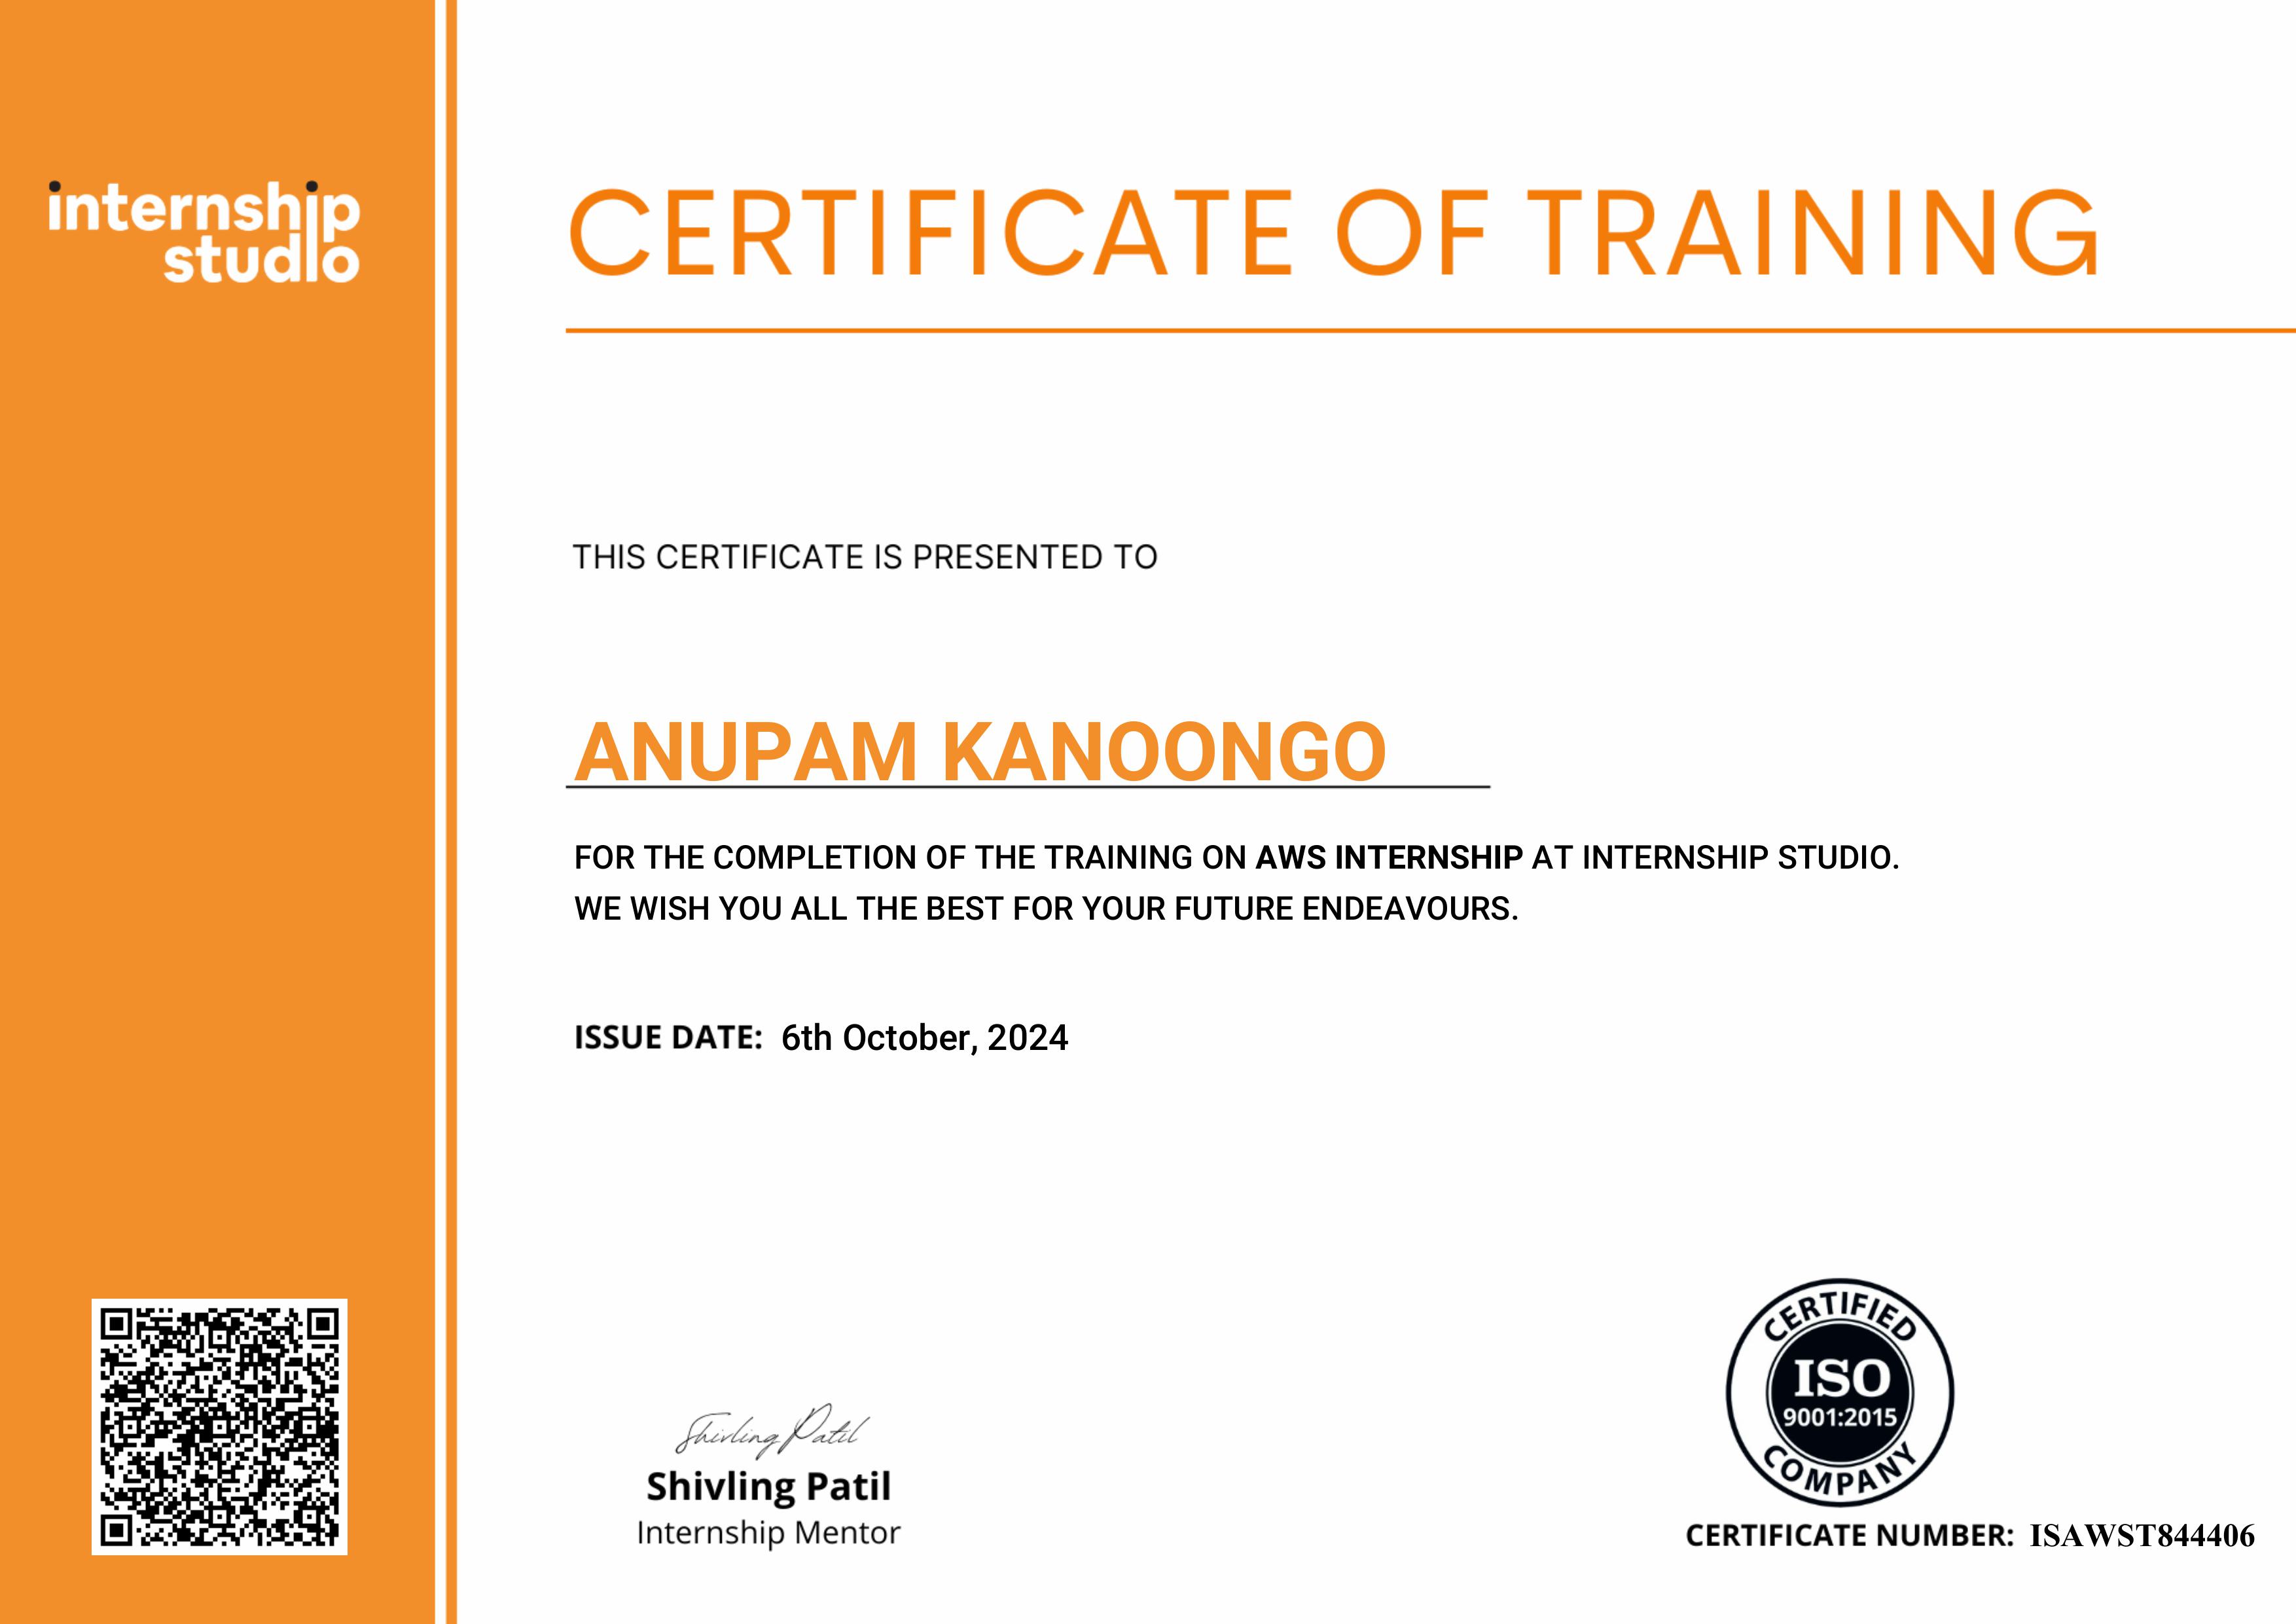 internship
studio
CERTIFICATE OF TRAINING
THIS CERTIFICATE IS PRESENTED TO
ANUPAM KANOONGO
FOR THE COMPLETION OF THE TRAINING ON AWS INTERNSHIP AT INTERNSHIP STUDIO.
WE WISH YOU ALL THE BEST FOR YOUR FUTURE ENDEAVOURS.
ISSUE DATE: 6th October, 2024
Shivling Patil
Shivling Patil
Internship Mentor
CERTIFIED
ISO
9001:2015
COMPANY
CERTIFICATE NUMBER: ISAWST844406